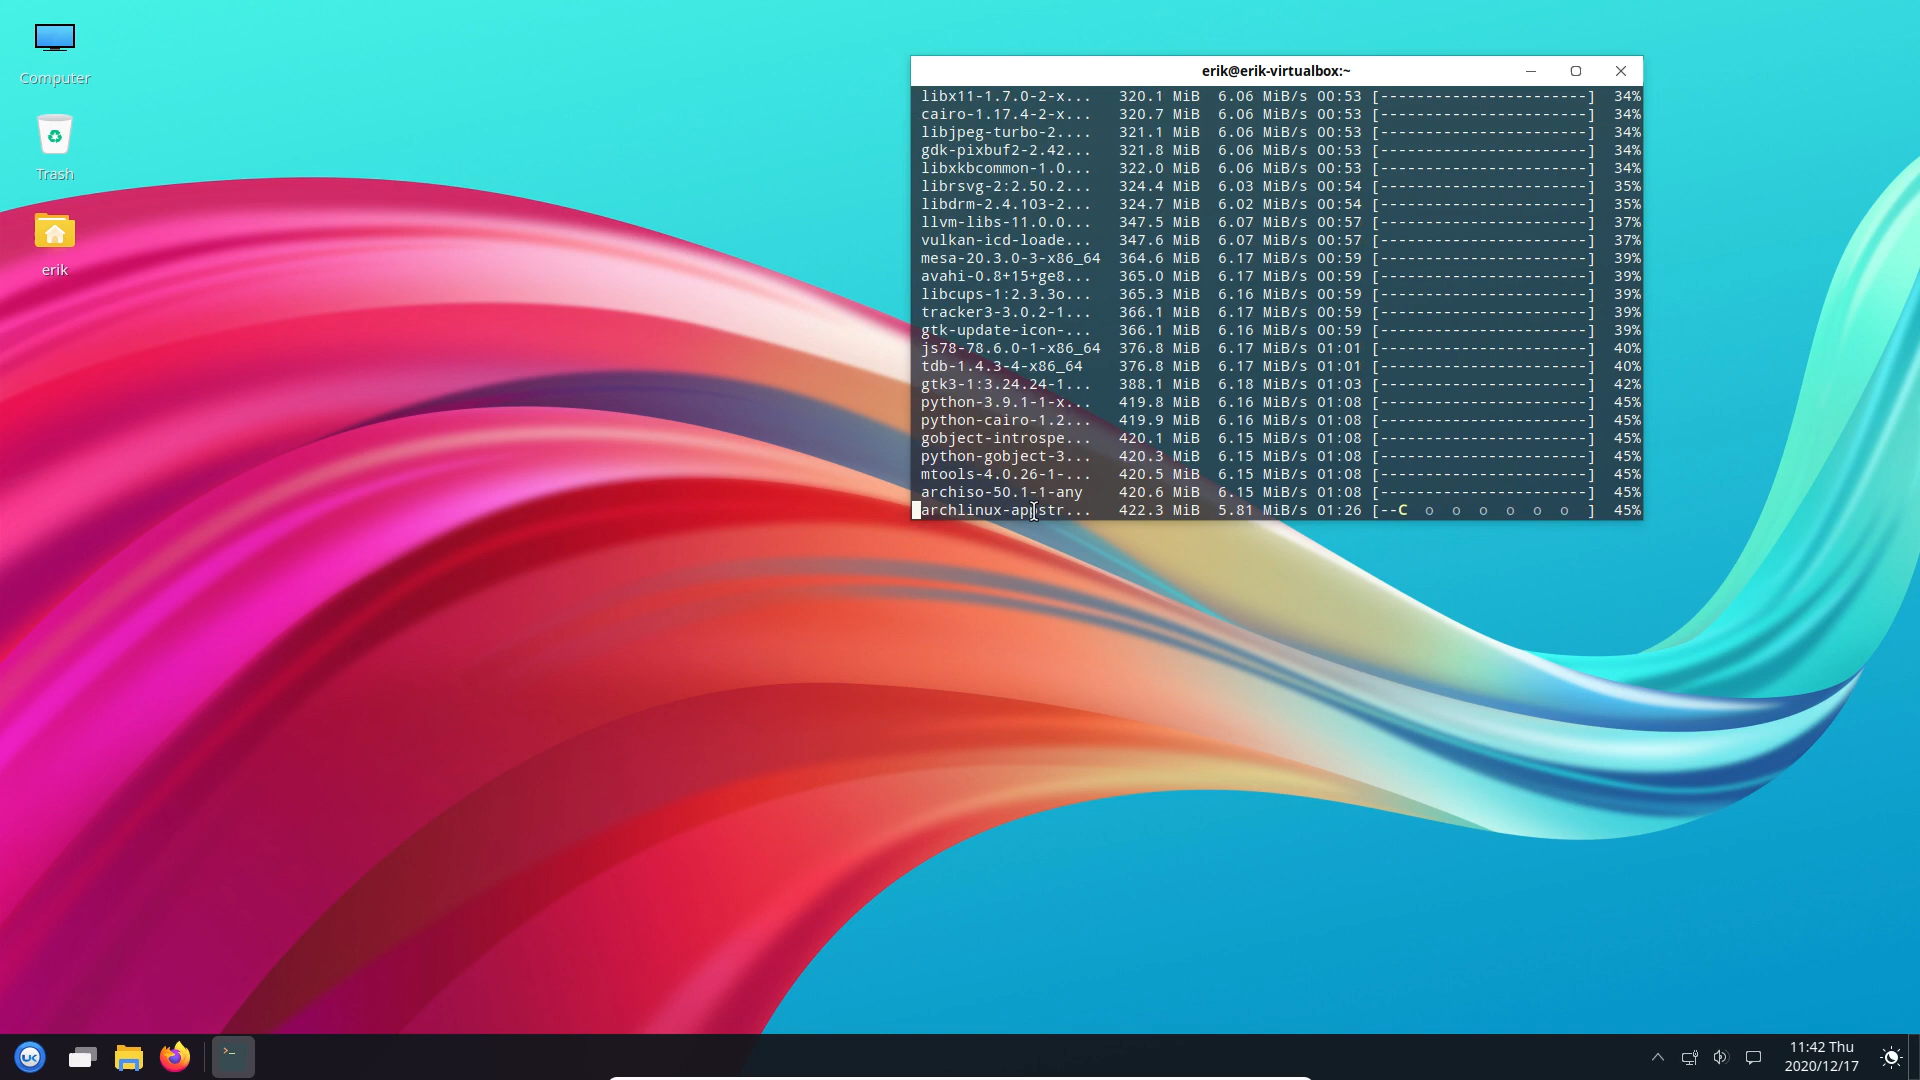 Computer
Trash
erik
erik@erik-virtualbox:~
libx11-1.7.0-2-x... 320.1 MiB 6.06 MiB/s 00:53 [-----------------------] 34%
cairo-1.17.4-2-x... 320.7 MiB 6.06 MiB/s 00:53 [-----------------------] 34%
libjpeg-turbo-2.... 321.1 MiB 6.06 MiB/s 00:53 [-----------------------] 34%
gdk-pixbuf2-2.42... 321.8 MiB 6.06 MiB/s 00:53 [-----------------------] 34%
libxkbcommon-1.0... 322.0 MiB 6.06 MiB/s 00:53 [-----------------------] 34%
librsvg-2:2.50.2... 324.4 MiB 6.03 MiB/s 00:54 [-----------------------] 35%
libdrm-2.4.103-2... 324.7 MiB 6.02 MiB/s 00:54 [-----------------------] 35%
llvm-libs-11.0.0... 347.5 MiB 6.07 MiB/s 00:57 [-----------------------] 37%
vulkan-icd-loade... 347.6 MiB 6.07 MiB/s 00:57 [-----------------------] 37%
mesa-20.3.0-3-x86_64 364.6 MiB 6.17 MiB/s 00:59 [-----------------------] 39%
avahi-0.8+15+ge8... 365.0 MiB 6.17 MiB/s 00:59 [-----------------------] 39%
libcups-1:2.3.3o... 365.3 MiB 6.16 MiB/s 00:59 [-----------------------] 39%
tracker3-3.0.2-1... 366.1 MiB 6.17 MiB/s 00:59 [-----------------------] 39%
gtk-update-icon-... 366.1 MiB 6.16 MiB/s 00:59 [-----------------------] 39%
js78-78.6.0-1-x86_64 376.8 MiB 6.17 MiB/s 01:01 [-----------------------] 40%
tdb-1.4.3-4-x86_64 376.8 MiB 6.17 MiB/s 01:01 [-----------------------] 40%
gtk3-1:3.24.24-1... 388.1 MiB 6.18 MiB/s 01:03 [-----------------------] 42%
python-3.9.1-1-x... 419.8 MiB 6.16 MiB/s 01:08 [-----------------------] 45%
python-cairo-1.2... 419.9 MiB 6.16 MiB/s 01:08 [-----------------------] 45%
gobject-introspe... 420.1 MiB 6.15 MiB/s 01:08 [-----------------------] 45%
python-gobject-3... 420.3 MiB 6.15 MiB/s 01:08 [-----------------------] 45%
mtools-4.0.26-1-... 420.5 MiB 6.15 MiB/s 01:08 [-----------------------] 45%
archiso-50.1-1-any 420.6 MiB 6.15 MiB/s 01:08 [-----------------------] 45%
archlinux-appstr... 422.3 MiB 5.81 MiB/s 01:26 [--C  o  o  o  o  o  o  ] 45%
UC
>_
11:42 Thu
2020/12/17